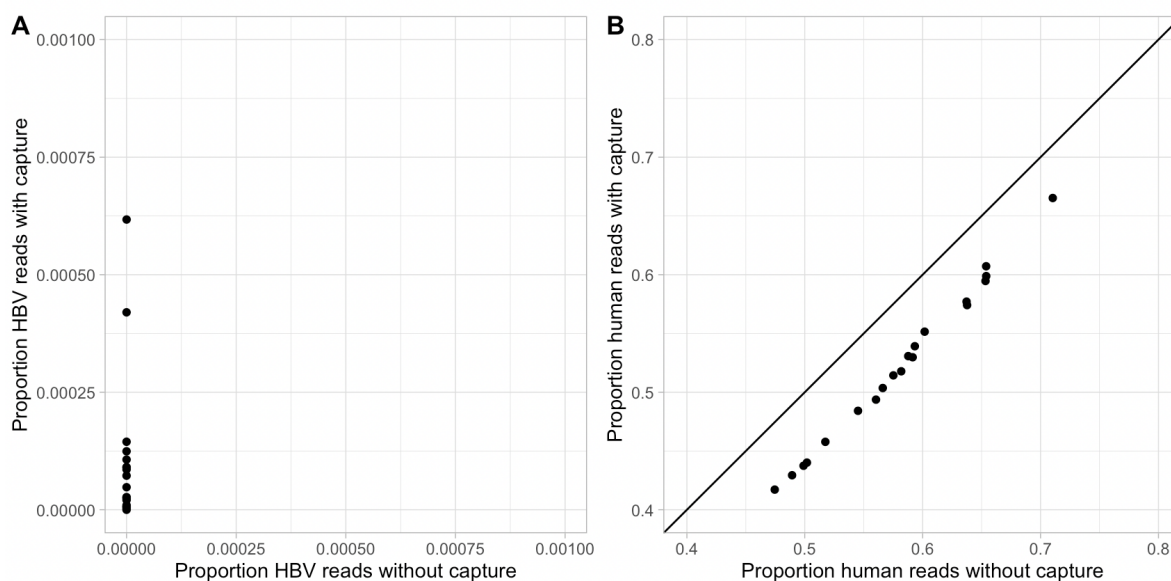 A
0.00100
0.00075
0.00050
0.00025
0.00000
Proportion HBV reads with capture
0.00000 0.00025 0.00050 0.00075 0.00100
Proportion HBV reads without capture
B
0.8
0.7
0.6
0.5
0.4
Proportion human reads with capture
0.4 0.5 0.6 0.7 0.8
Proportion human reads without capture